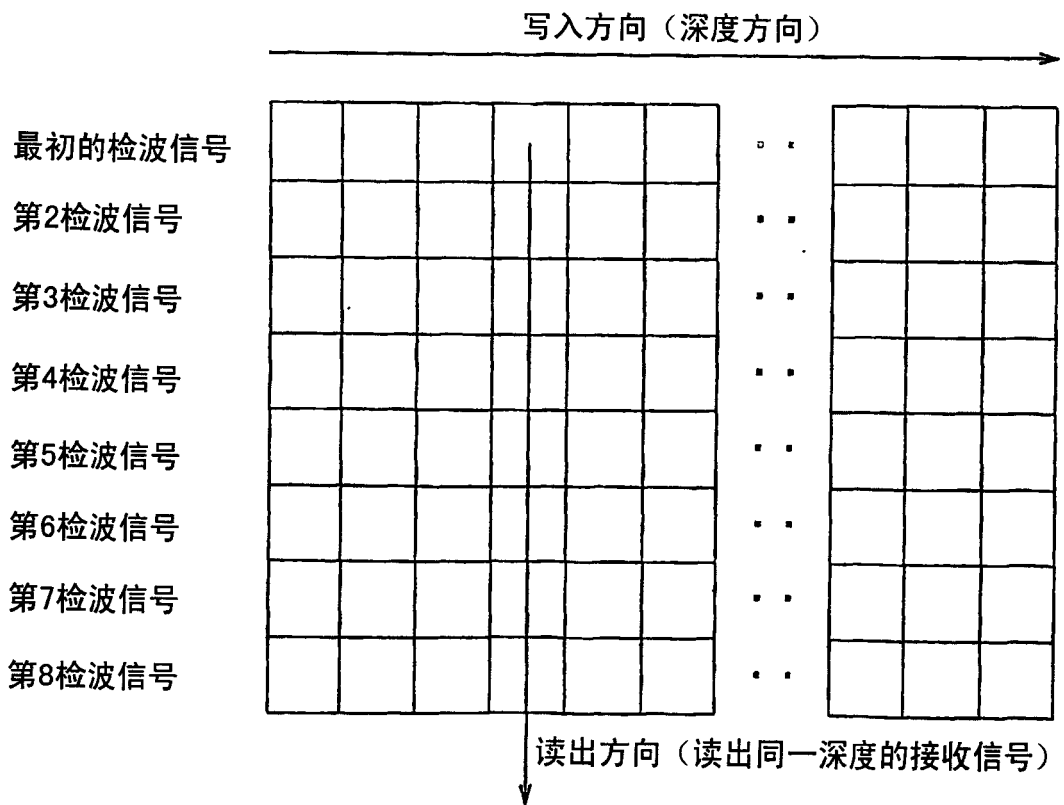 写入方向（深度方向）
最初的检波信号
第2检波信号
第3检波信号
第4检波信号
第5检波信号
第6检波信号
第7检波信号
第8检波信号
读出方向（读出同一深度的接收信号）